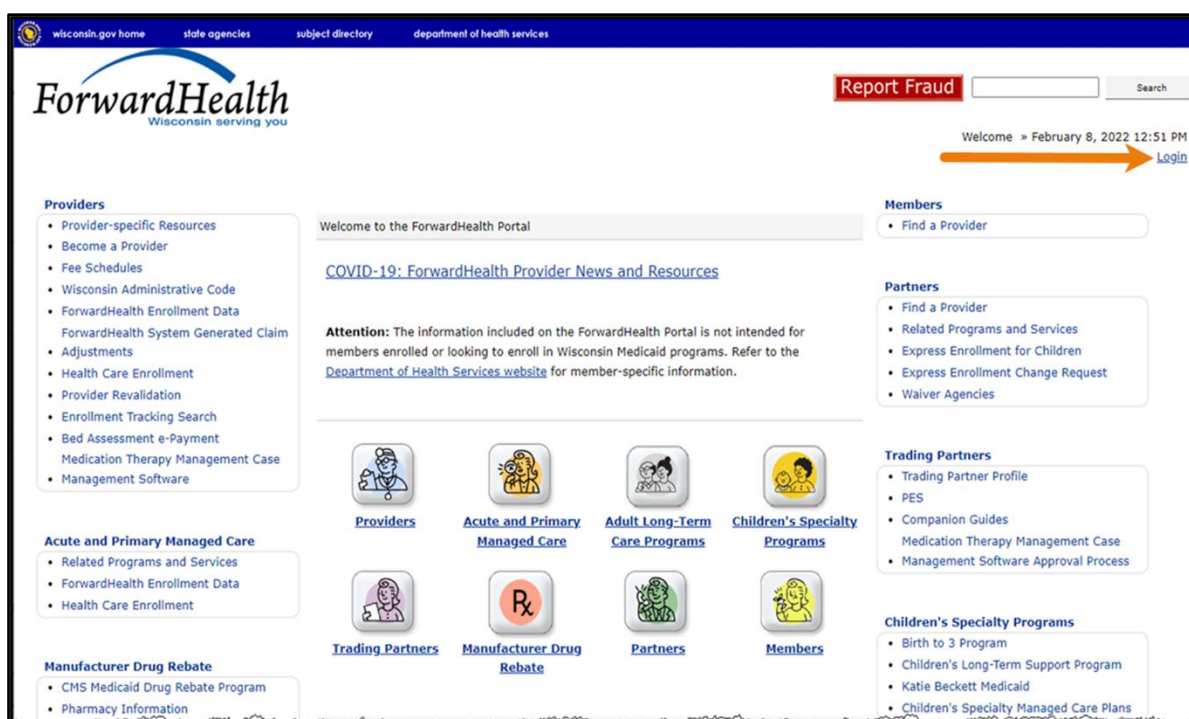 wisconsin.gov home state agencies subject directory department of health services
ForwardHealth
Wisconsin serving you
Report Fraud
Search
Welcome » February 8, 2022 12:51 PM
Login
Providers
• Provider-specific Resources
• Become a Provider
• Fee Schedules
• Wisconsin Administrative Code
• ForwardHealth Enrollment Data
ForwardHealth System Generated Claim
• Adjustments
• Health Care Enrollment
• Provider Revalidation
• Enrollment Tracking Search
• Bed Assessment e-Payment
Medication Therapy Management Case
• Management Software
Acute and Primary Managed Care
• Related Programs and Services
• ForwardHealth Enrollment Data
• Health Care Enrollment
Manufacturer Drug Rebate
• CMS Medicaid Drug Rebate Program
• Pharmacy Information
Welcome to the ForwardHealth Portal
COVID-19: ForwardHealth Provider News and Resources
Attention: The information included on the ForwardHealth Portal is not intended for
members enrolled or looking to enroll in Wisconsin Medicaid programs. Refer to the
Department of Health Services website for member-specific information.
Providers
Acute and Primary
Managed Care
Adult Long-Term
Care Programs
Children's Specialty
Programs
Trading Partners
Rx
Manufacturer Drug
Rebate
Partners
Members
Members
• Find a Provider
Partners
• Find a Provider
• Related Programs and Services
• Express Enrollment for Children
• Express Enrollment Change Request
• Waiver Agencies
Trading Partners
• Trading Partner Profile
• PES
• Companion Guides
Medication Therapy Management Case
• Management Software Approval Process
Children's Specialty Programs
• Birth to 3 Program
• Children's Long-Term Support Program
• Katie Beckett Medicaid
• Children's Specialty Managed Care Plans